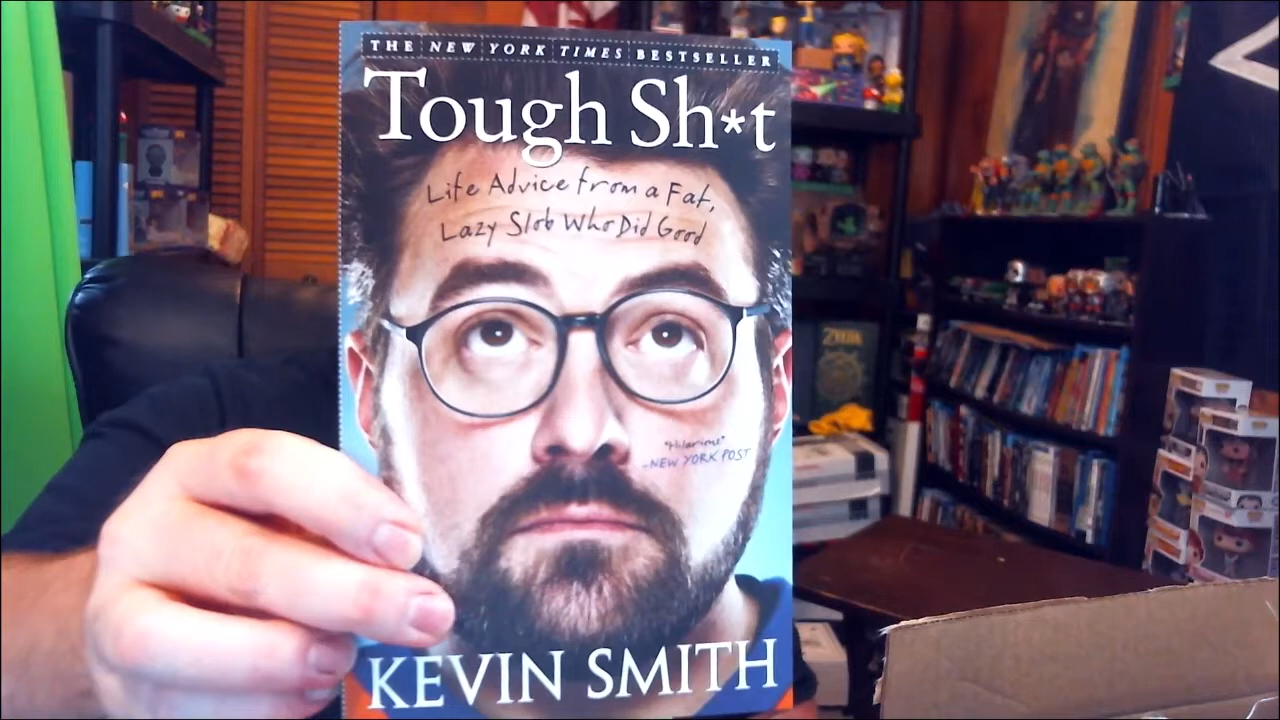 THE NEW YORK TIMES BESTSELLER
Tough Sh*t
Life Advice from a Fat,
Lazy Slob Who Did Good
"Hilarious"
-NEW YORK POST
KEVIN SMITH
ZELDA